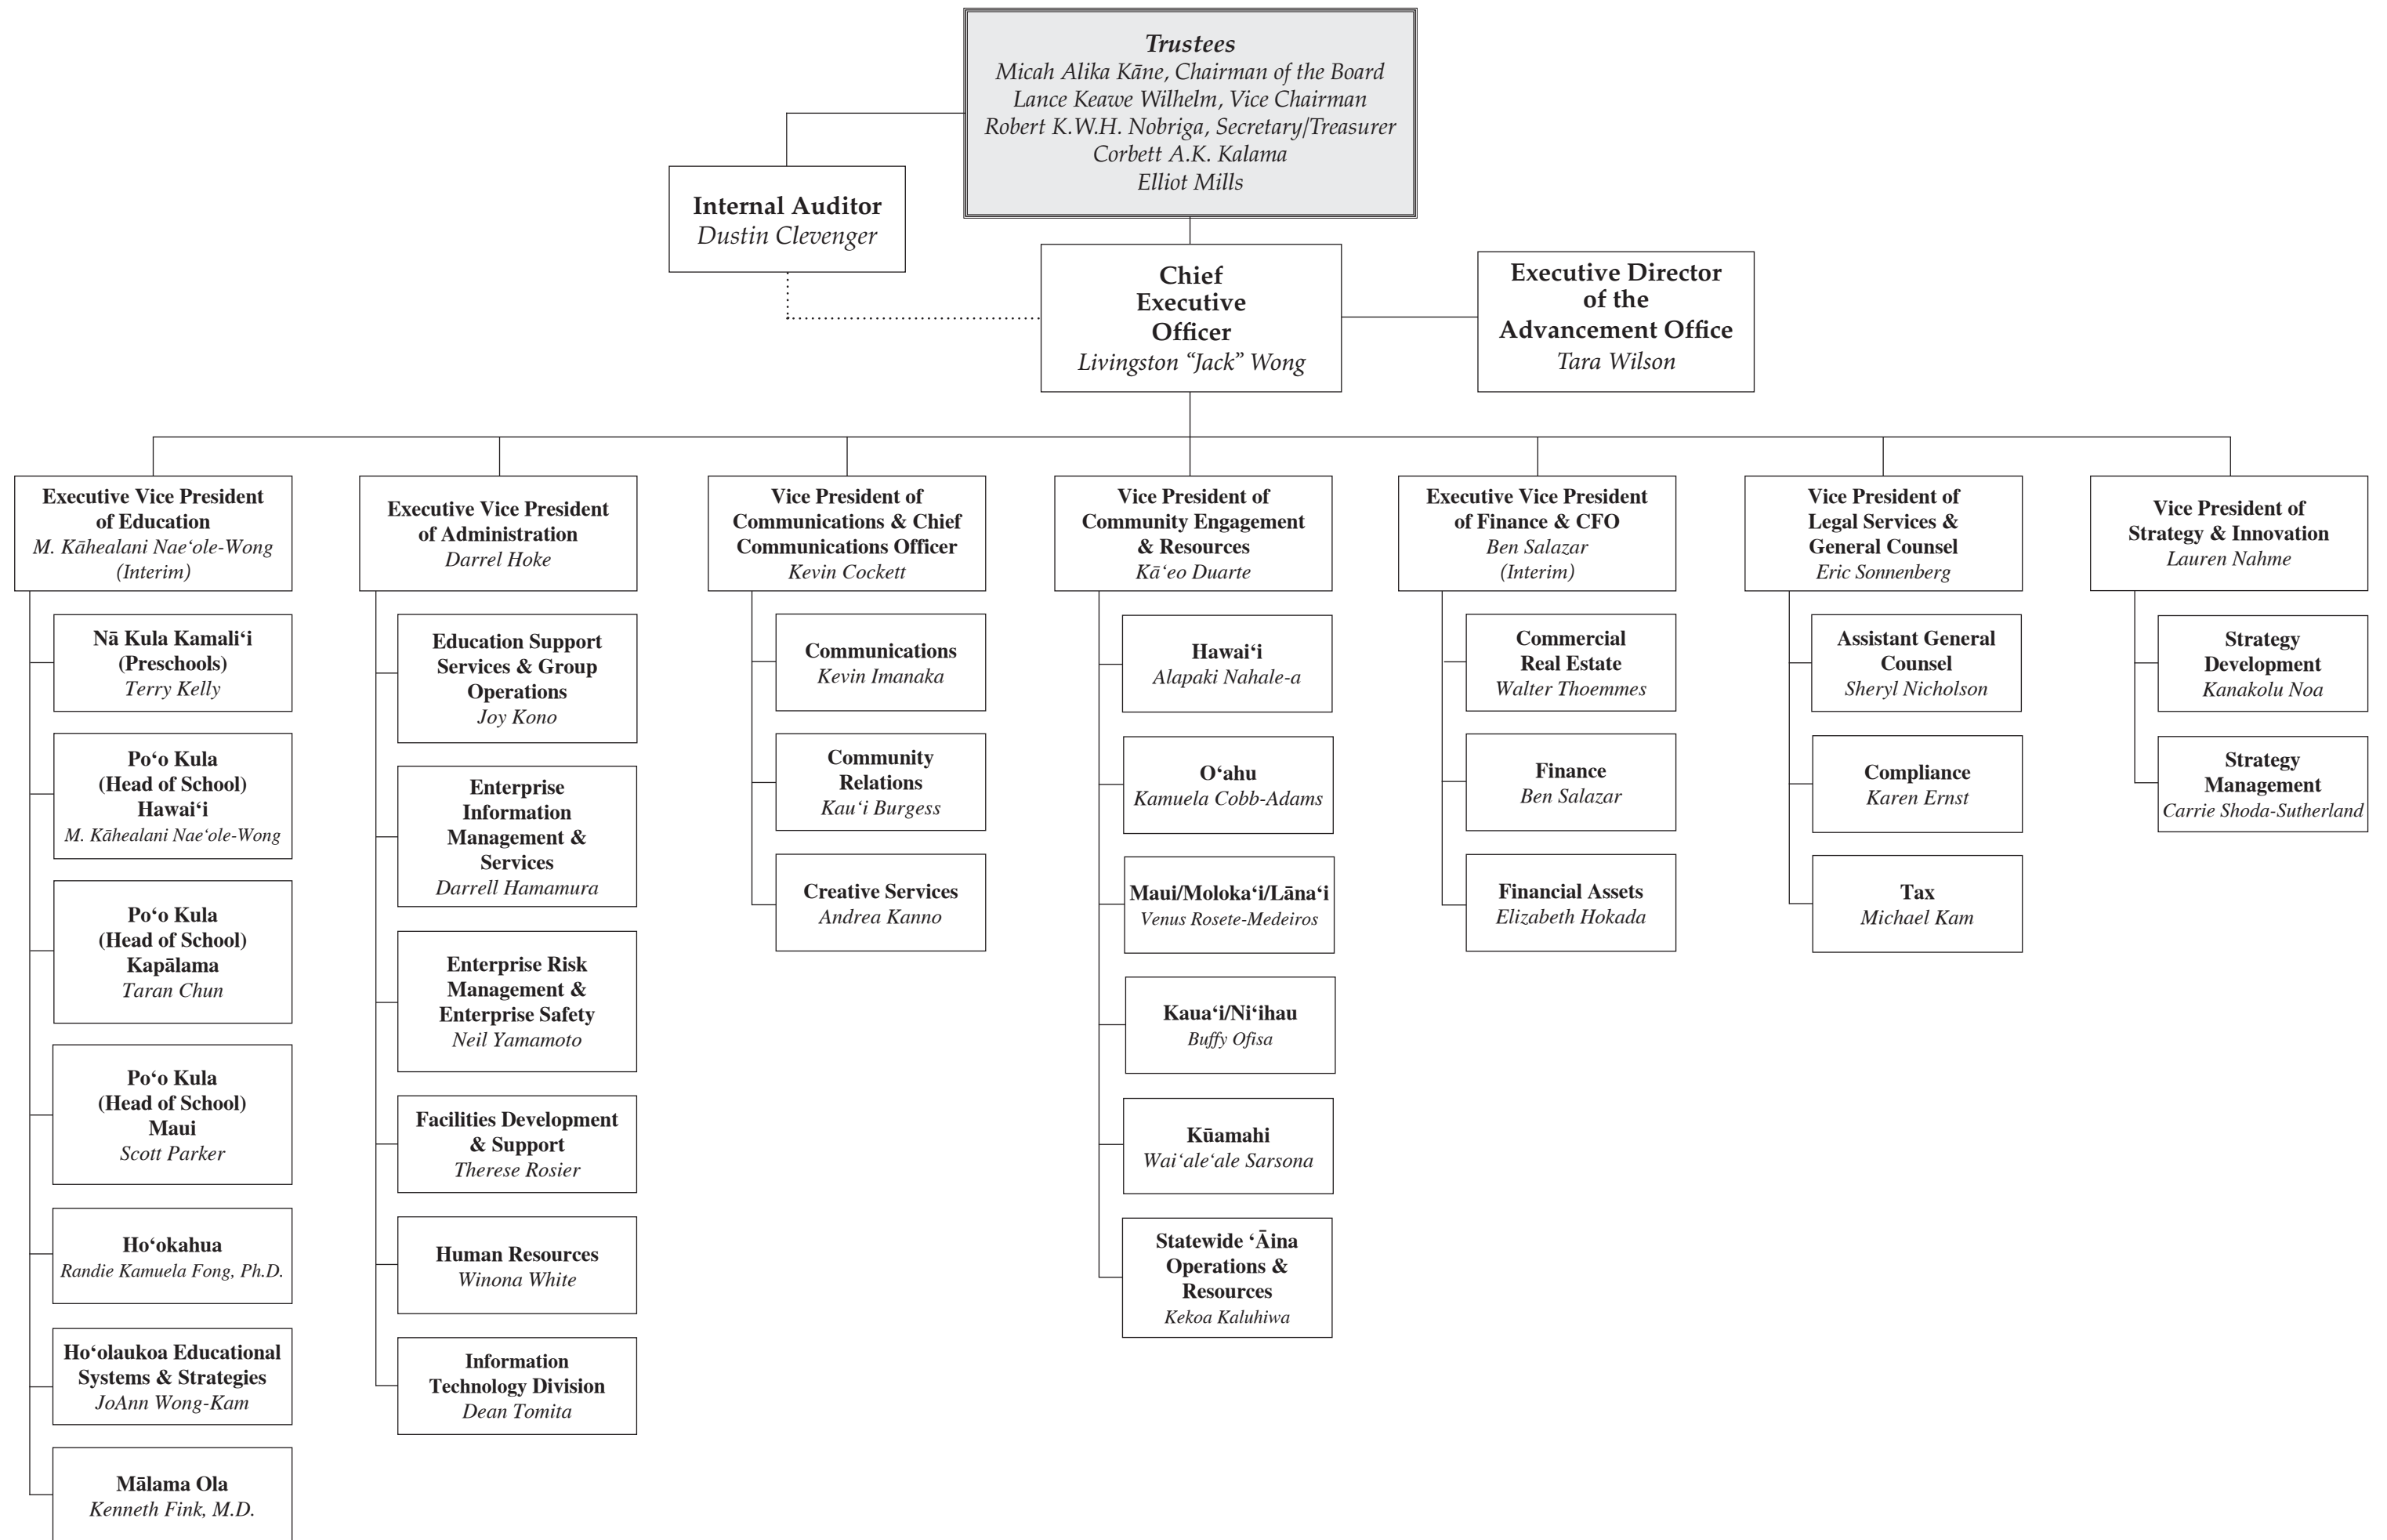 Trustees
Micah Alika Kāne, Chairman of the Board
Lance Keawe Wilhelm, Vice Chairman
Robert K.W.H. Nobriga, Secretary/Treasurer
Corbett A.K. Kalama
Elliot Mills
Internal Auditor
Dustin Clevenger
Chief
Executive
Officer
Livingston “Jack” Wong
Executive Director
of the
Advancement Office
Tara Wilson
Executive Vice President
of Education
M. Kāhealani Nae‘ole-Wong
(Interim)
Nā Kula Kamali‘i
(Preschools)
Terry Kelly
Po‘o Kula
(Head of School)
Hawai‘i
M. Kāhealani Nae‘ole-Wong
Po‘o Kula
(Head of School)
Kapālama
Taran Chun
Po‘o Kula
(Head of School)
Maui
Scott Parker
Ho‘okahua
Randie Kamuela Fong, Ph.D.
Ho‘olaukoa Educational
Systems & Strategies
JoAnn Wong-Kam
Mālama Ola
Kenneth Fink, M.D.
Executive Vice President
of Administration
Darrel Hoke
Education Support
Services & Group
Operations
Joy Kono
Enterprise
Information
Management &
Services
Darrell Hamamura
Enterprise Risk
Management &
Enterprise Safety
Neil Yamamoto
Facilities Development
& Support
Therese Rosier
Human Resources
Winona White
Information
Technology Division
Dean Tomita
Vice President of
Communications & Chief
Communications Officer
Kevin Cockett
Communications
Kevin Imanaka
Community
Relations
Kau‘i Burgess
Creative Services
Andrea Kanno
Vice President of
Community Engagement
& Resources
Kā‘eo Duarte
Hawai‘i
Alapaki Nahale-a
O‘ahu
Kamuela Cobb-Adams
Maui/Moloka‘i/Lāna‘i
Venus Rosete-Medeiros
Kaua‘i/Ni‘ihau
Buffy Ofisa
Kūamahi
Wai‘ale‘ale Sarsona
Statewide ‘Āina
Operations &
Resources
Kekoa Kaluhiwa
Executive Vice President
of Finance & CFO
Ben Salazar
(Interim)
Commercial
Real Estate
Walter Thoemmes
Finance
Ben Salazar
Financial Assets
Elizabeth Hokada
Vice President of
Legal Services &
General Counsel
Eric Sonnenberg
Assistant General
Counsel
Sheryl Nicholson
Compliance
Karen Ernst
Tax
Michael Kam
Vice President of
Strategy & Innovation
Lauren Nahme
Strategy
Development
Kanakolu Noa
Strategy
Management
Carrie Shoda-Sutherland